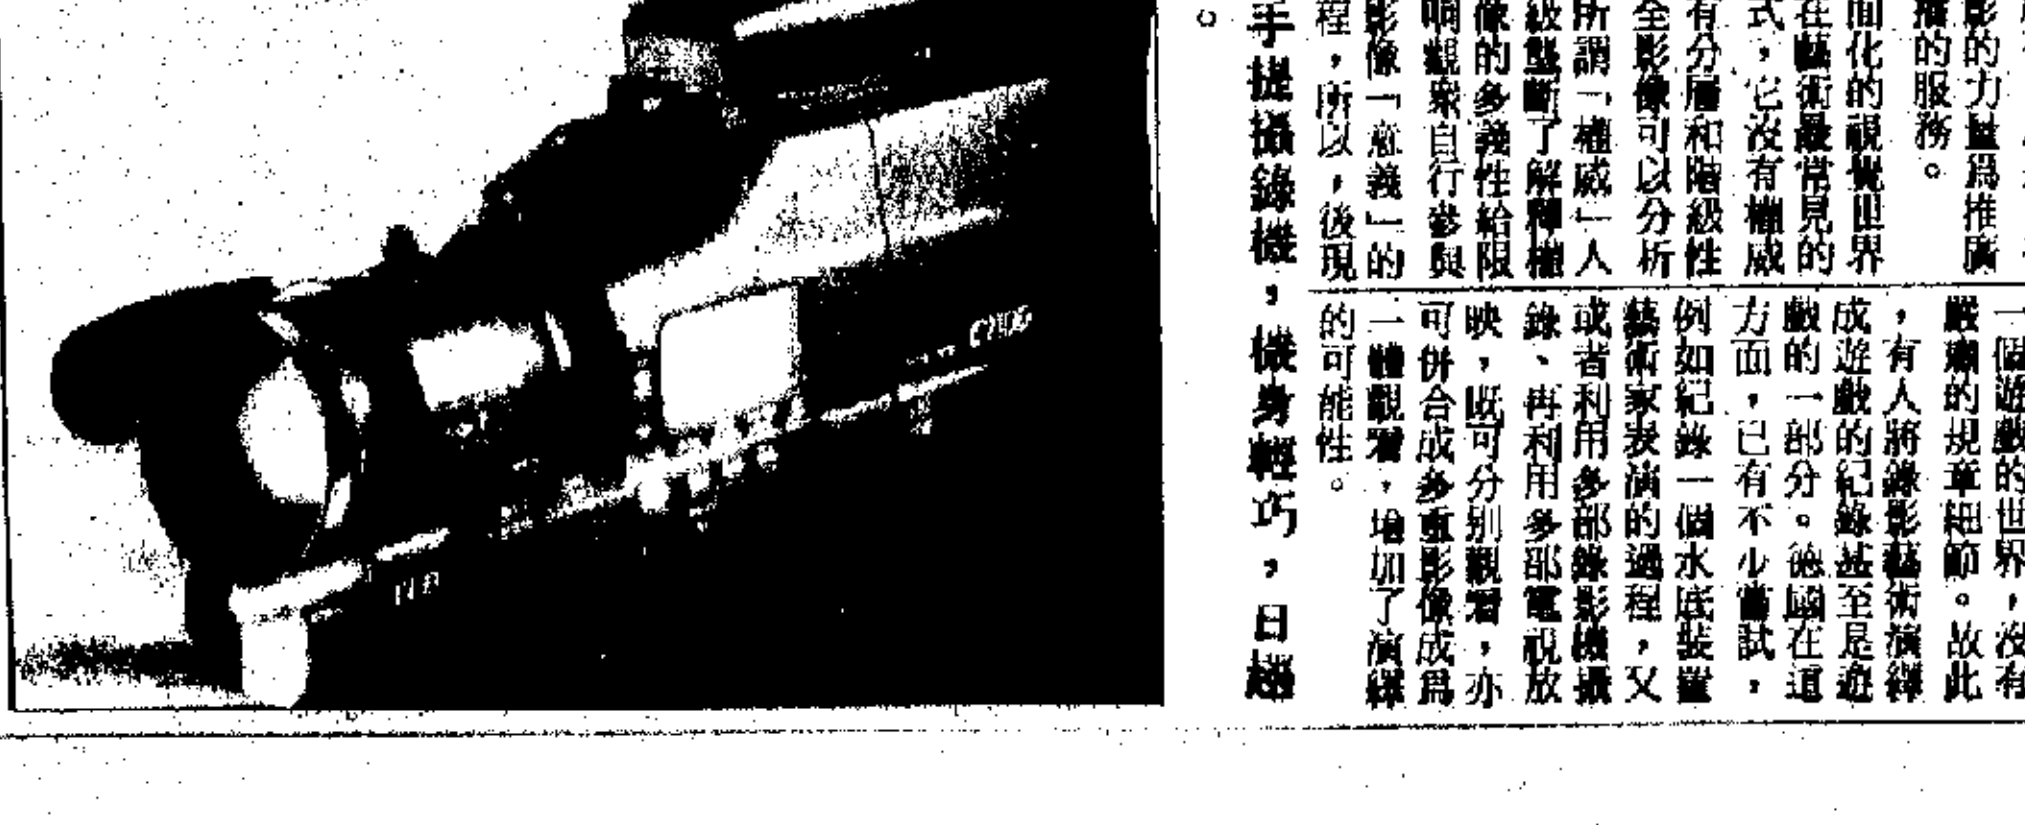 影的力量爲推廣
播的服務。
面化的視覺世界
在藝術最常見的
式，它沒有權威
有分層和階級性
全影像可以分析
所謂「權威」人
級壟斷了解釋權
像的多義性給限
响觀衆自行參與
影像「意義」的
程，所以，後現
一個遊戲的世界，沒有
嚴肅的規章細節。故此
，有人將錄影藝術演繹
成遊戲的紀錄甚至是遊
戲的一部分。德國在這
方面，已有不少嘗試，
例如紀錄一個水底裝置
藝術家表演的過程，又
或者利用多部錄影機攝
錄、再利用多部電視放
映，既可分別觀看，亦
可併合成多重影像成爲
一體觀看，增加了演繹
的可能性。
手提攝錄機，機身輕巧，日趨
。